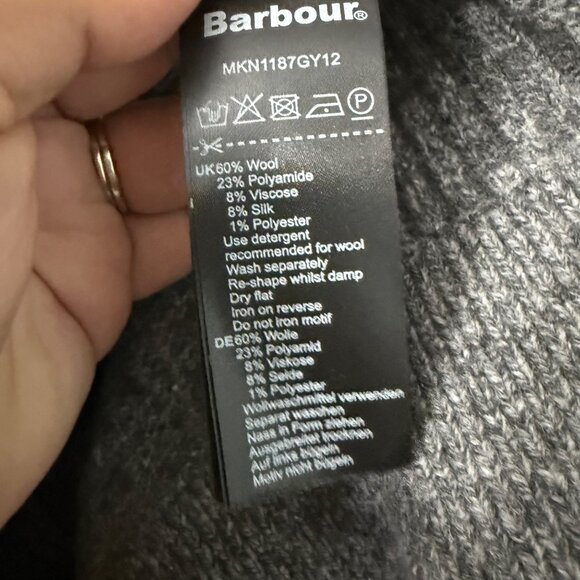 Barbour®
MKN1187GY12
P
UK60% Wool
23% Polyamide
8% Viscose
8% Silk
1% Polyester
Use detergent
recommended for wool
Wash separately
Re-shape whilst damp
Dry flat
Iron on reverse
Do not iron motif
DE60% Wolle
23% Polyamid
8% Viskose
8% Seide
1% Polyester
Wollwaschmittel verwenden
Separat waschen
Nass in Form ziehen
Ausgebreitet trocknen
Auf links bügeln
Motiv nicht bügeln